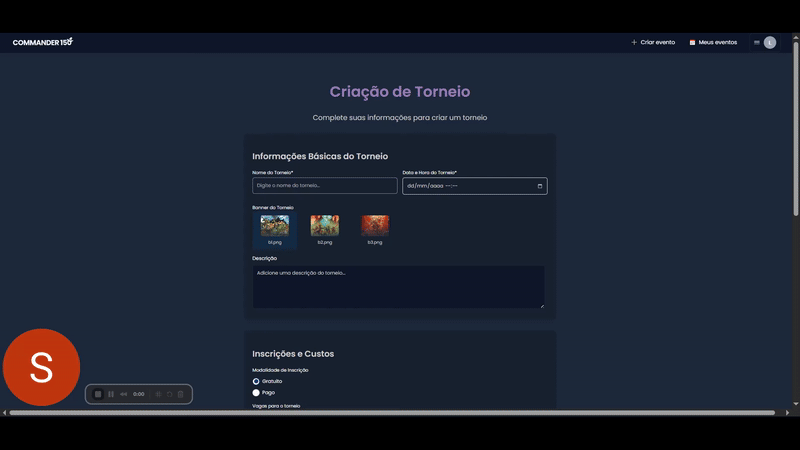 COMMANDER 150
Criar evento
Meus eventos
L
Criação de Torneio
Complete suas informações para criar um torneio
Informações Básicas do Torneio
Nome do Torneio*
Data e Hora do Torneio*
Digite o nome do torneio...
dd/mm/aaaa --:--
Banner do Torneio
b1.png
b2.png
b3.png
Descrição
Adicione uma descrição do torneio...
Inscrições e Custos
Modalidade de Inscrição
Gratuito
Pago
Vagas para o torneio
S
0:00